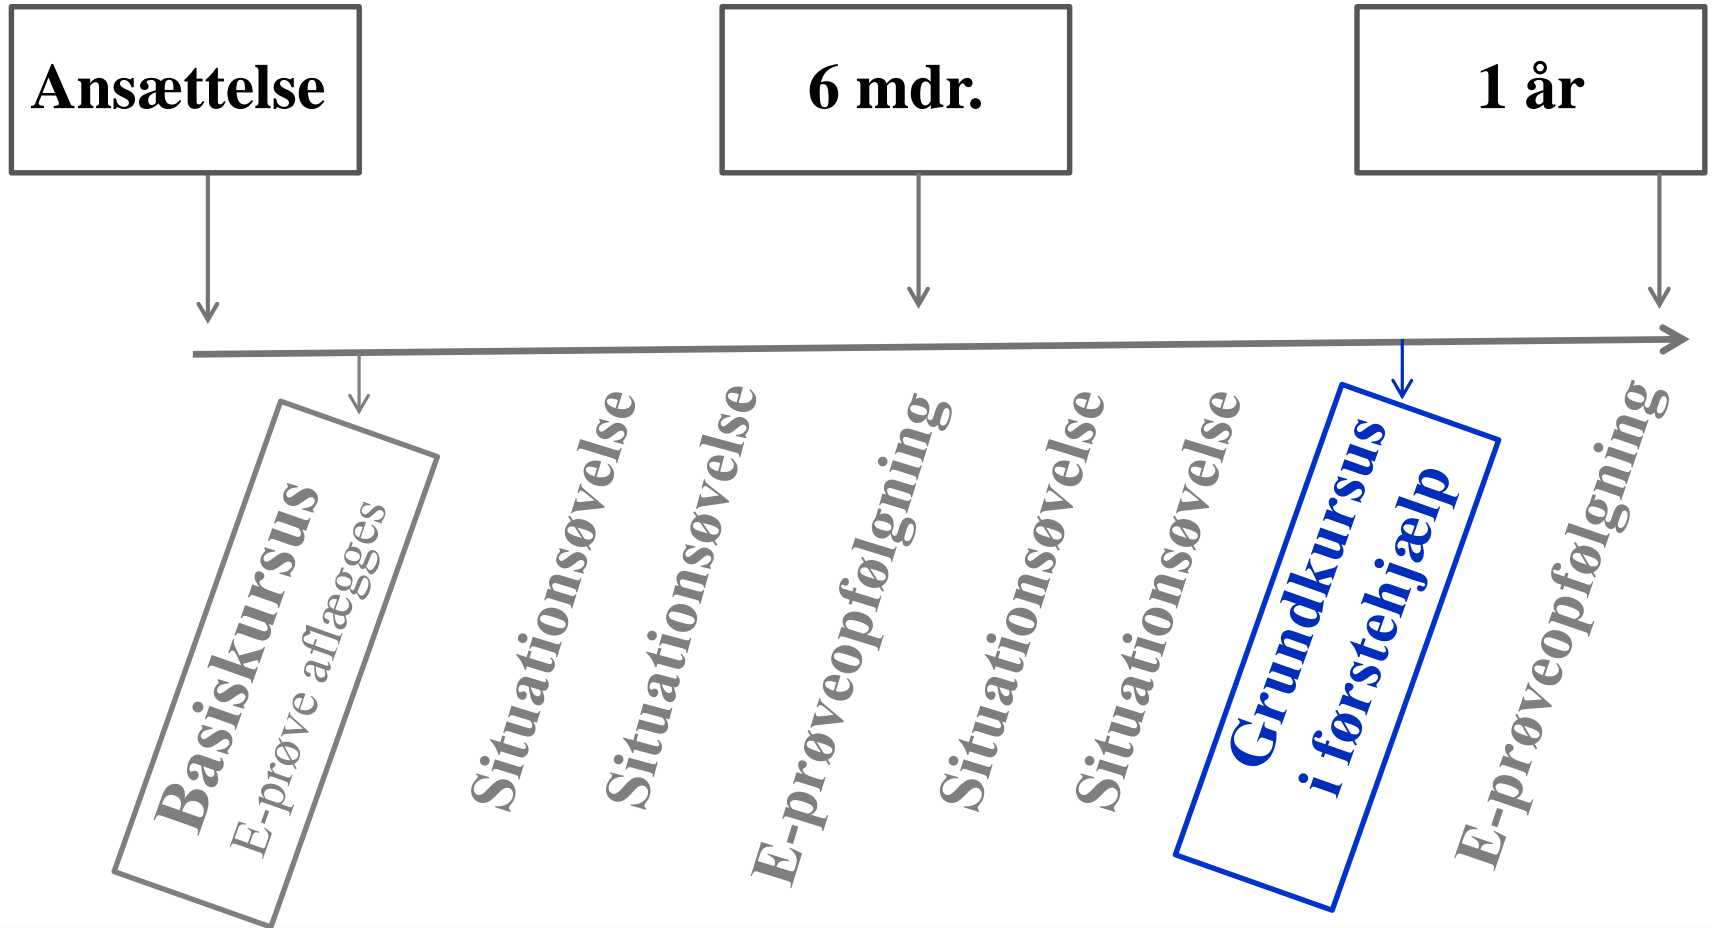 Ansættelse
6 mdr.
1 år
Basiskursus
E-prøve aflægges
Situationsøvelse
Situationsøvelse
E-prøveopfølgning
Situationsøvelse
Situationsøvelse
Grundkursus
i førstehjælp
E-prøveopfølgning